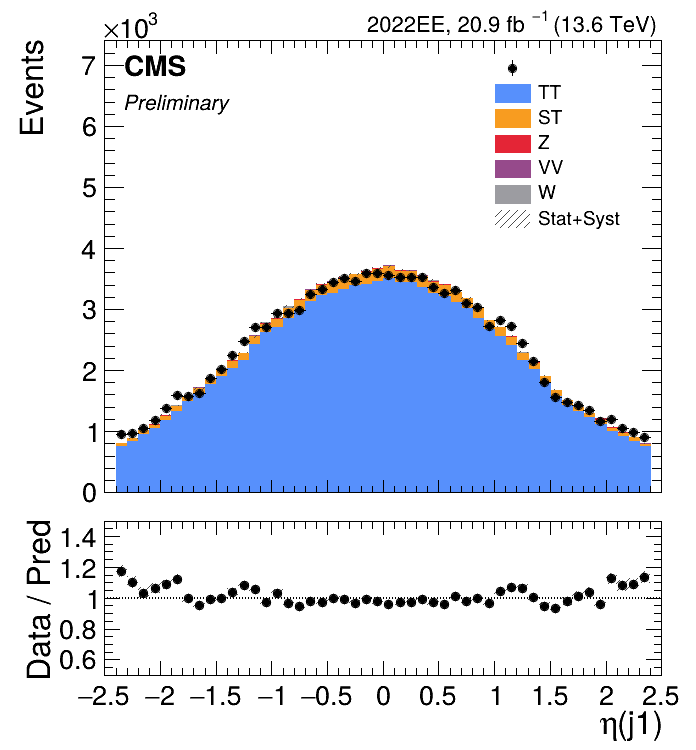 ×10³
2022EE, 20.9 fb ⁻¹ (13.6 TeV)
Events
CMS
Preliminary
TT
ST
Z
VV
W
Stat+Syst
7
6
5
4
3
2
1
0
Data / Pred
1.4
1.2
1
0.8
0.6
−2.5 −2 −1.5 −1 −0.5 0 0.5 1 1.5 2 2.5
η(j1)